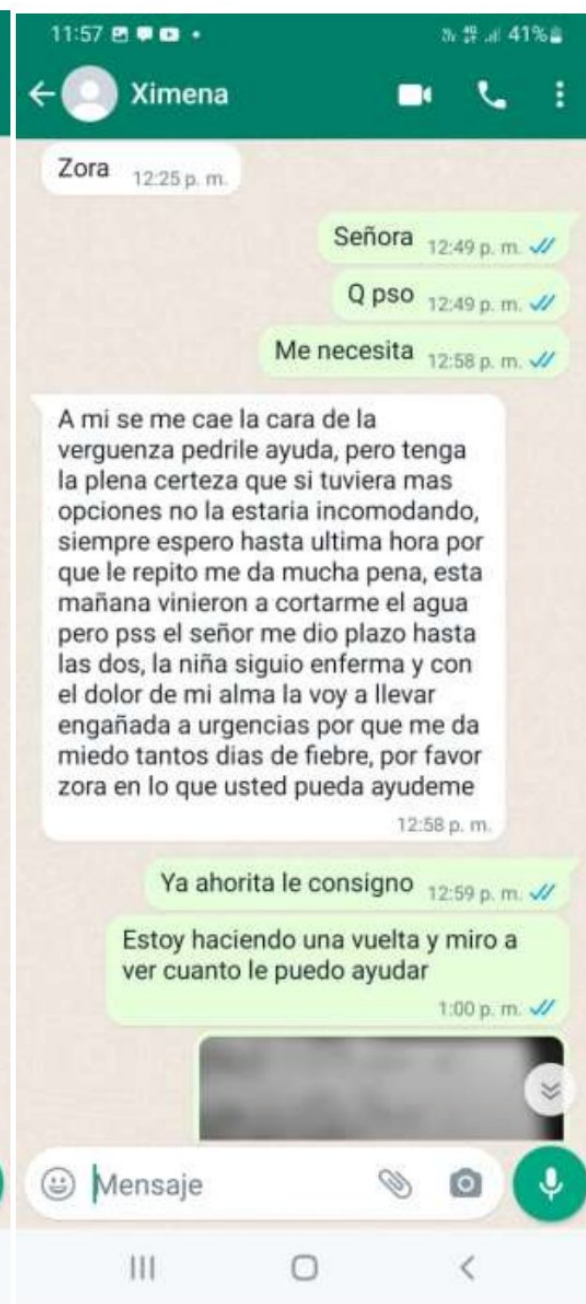 11:57
41%
Ximena
Zora 12:25 p. m.
Señora 12:49 p. m.
Q pso 12:49 p. m.
Me necesita 12:58 p. m.
A mi se me cae la cara de la
verguenza pedrile ayuda, pero tenga
la plena certeza que si tuviera mas
opciones no la estaria incomodando,
siempre espero hasta ultima hora por
que le repito me da mucha pena, esta
mañana vinieron a cortarme el agua
pero pss el señor me dio plazo hasta
las dos, la niña siguio enferma y con
el dolor de mi alma la voy a llevar
engañada a urgencias por que me da
miedo tantos dias de fiebre, por favor
zora en lo que usted pueda ayudeme
12:58 p. m.
Ya ahorita le consigno 12:59 p. m.
Estoy haciendo una vuelta y miro a
ver cuanto le puedo ayudar
1:00 p. m.
Mensaje